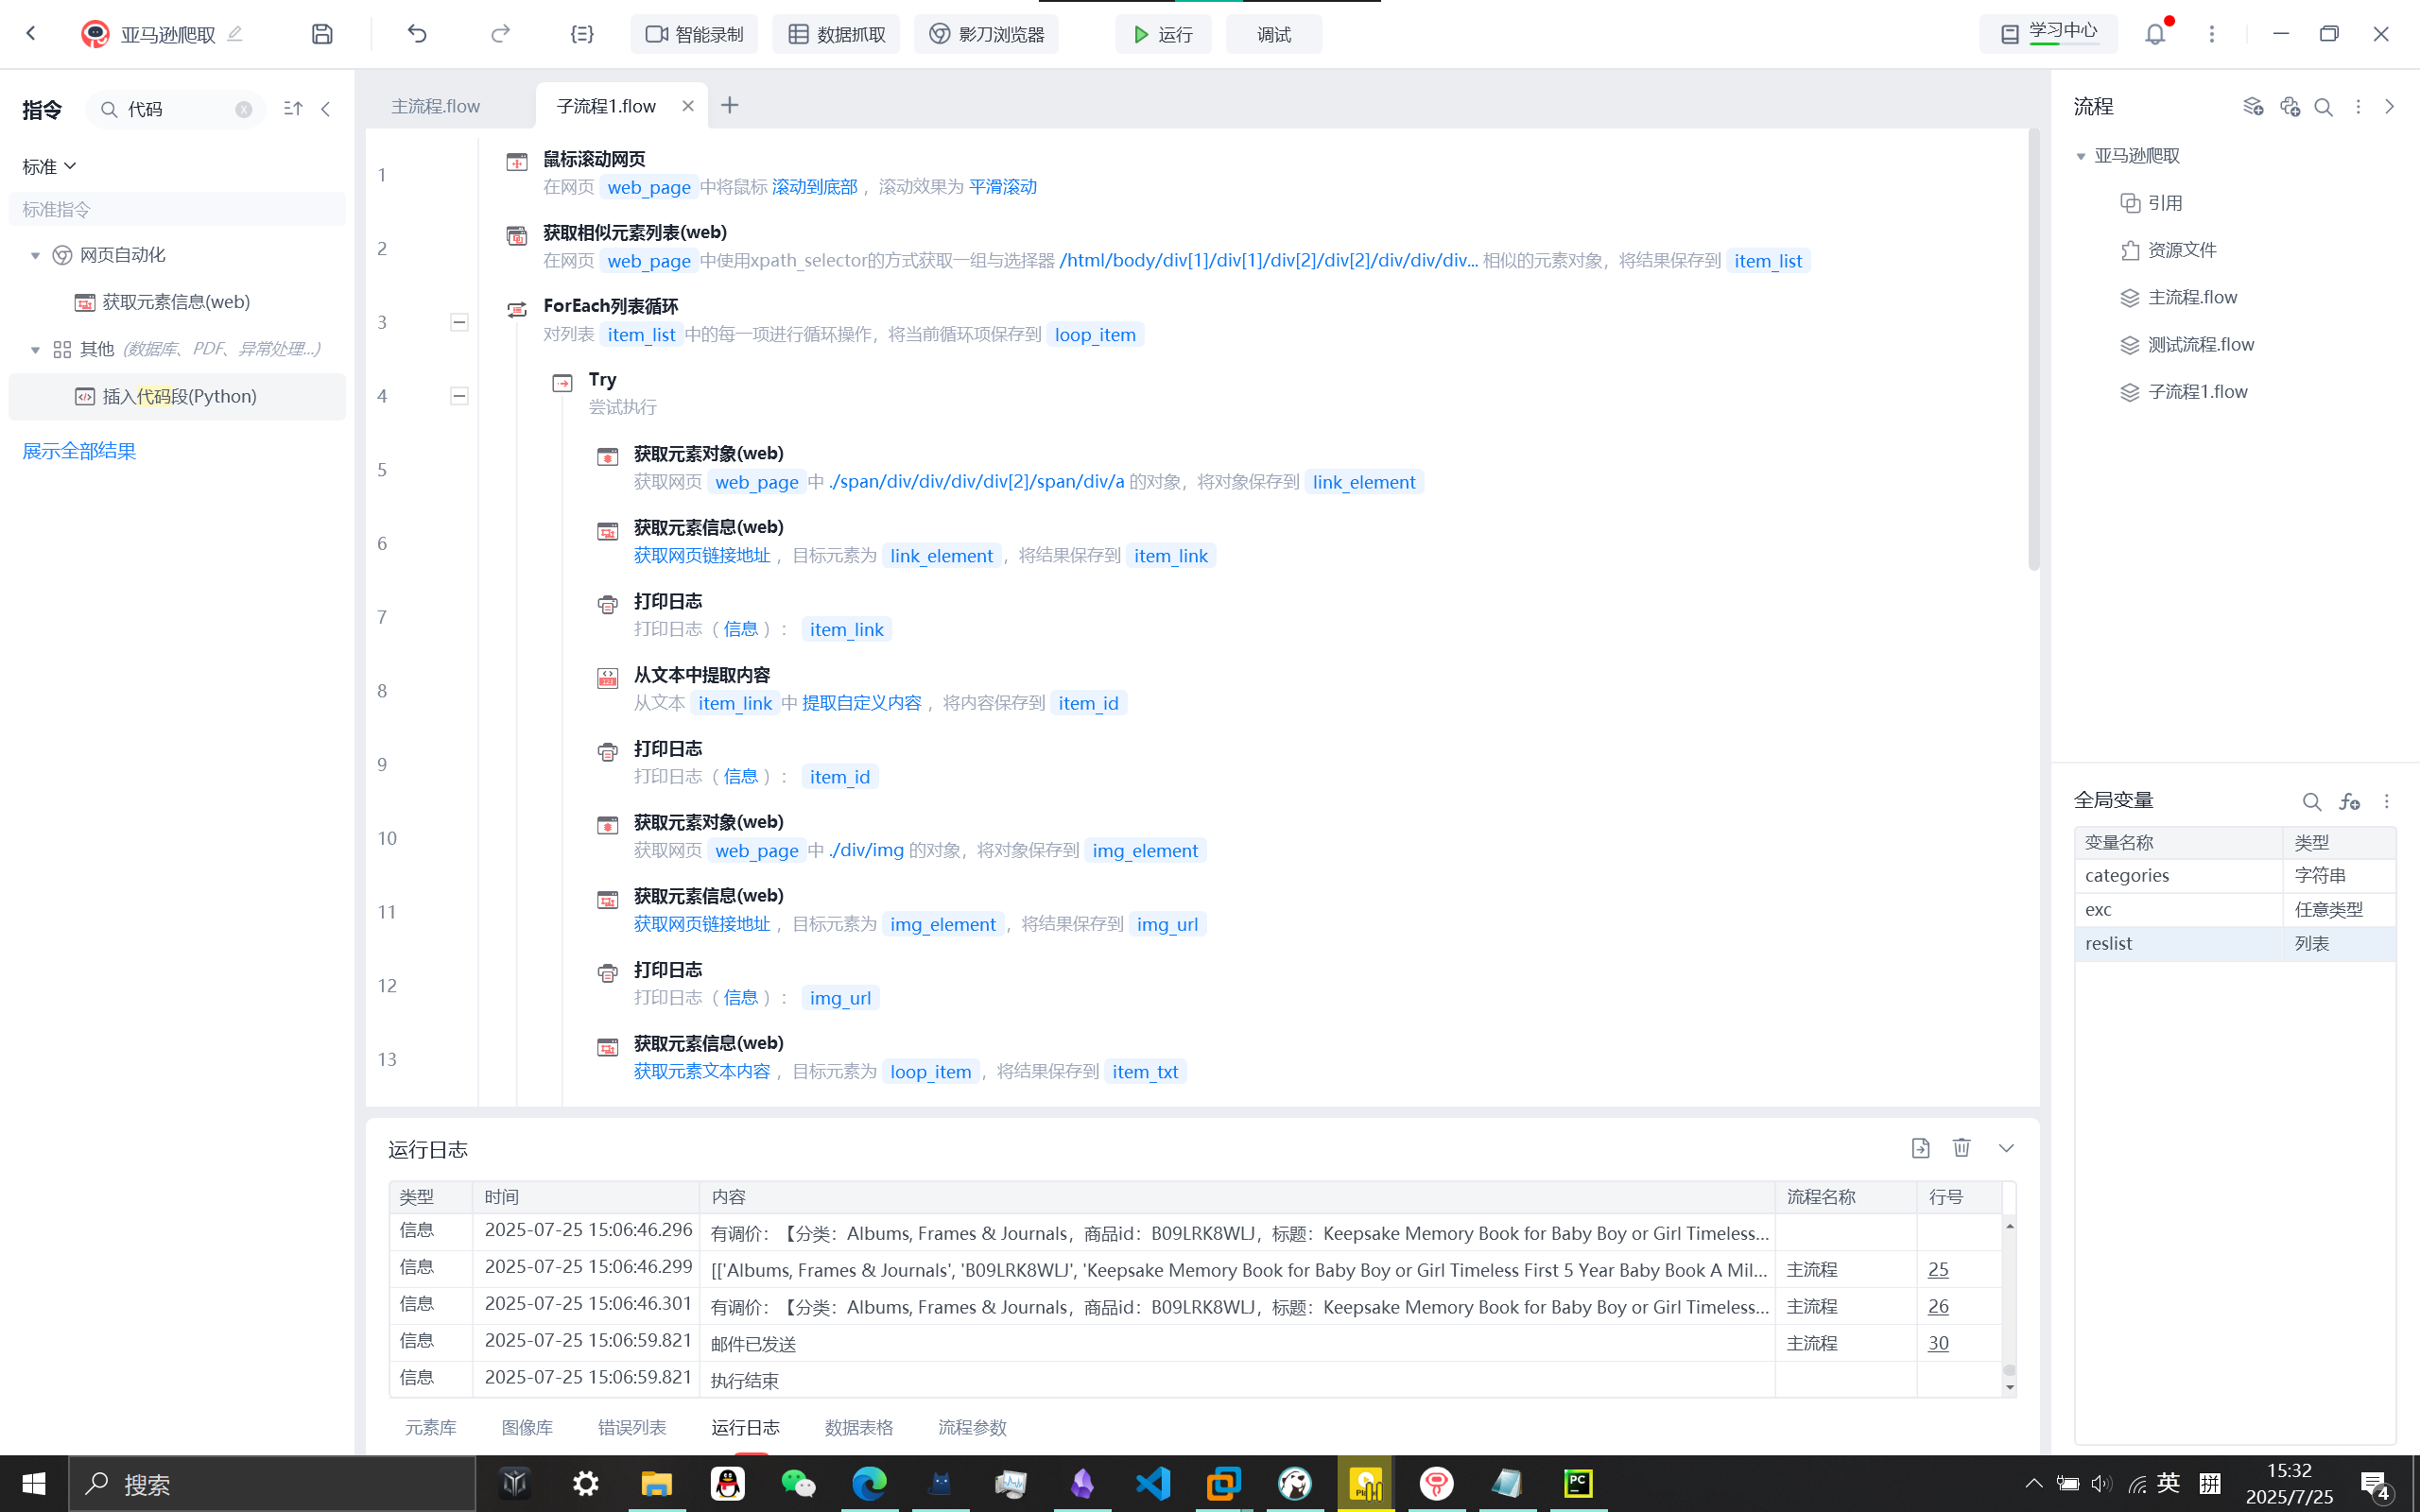 亚马逊爬取
智能录制
数据抓取
影刀浏览器
运行
调试
学习中心
指令
代码
标准
标准指令
网页自动化
获取元素信息(web)
其他 (数据库、PDF、异常处理...)
插入代码段(Python)
展示全部结果
主流程.flow
子流程1.flow
1
鼠标滚动网页
在网页 web_page 中将鼠标 滚动到底部 ，滚动效果为 平滑滚动
2
获取相似元素列表(web)
在网页 web_page 中使用xpath_selector的方式获取一组与选择器 /html/body/div[1]/div[1]/div[2]/div[2]/div/div/div... 相似的元素对象，将结果保存到 item_list
3
ForEach列表循环
对列表 item_list 中的每一项进行循环操作，将当前循环项保存到 loop_item
4
Try
尝试执行
5
获取元素对象(web)
获取网页 web_page 中 ./span/div/div/div/div[2]/span/div/a 的对象，将对象保存到 link_element
6
获取元素信息(web)
获取网页链接地址 ，目标元素为 link_element ，将结果保存到 item_link
7
打印日志
打印日志（ 信息 ）： item_link
8
从文本中提取内容
从文本 item_link 中 提取自定义内容 ，将内容保存到 item_id
9
打印日志
打印日志（ 信息 ）： item_id
10
获取元素对象(web)
获取网页 web_page 中 ./div/img 的对象，将对象保存到 img_element
11
获取元素信息(web)
获取网页链接地址 ，目标元素为 img_element ，将结果保存到 img_url
12
打印日志
打印日志（ 信息 ）： img_url
13
获取元素信息(web)
获取元素文本内容 ，目标元素为 loop_item ，将结果保存到 item_txt
流程
亚马逊爬取
引用
资源文件
主流程.flow
测试流程.flow
子流程1.flow
全局变量
变量名称 类型
categories 字符串
exc 任意类型
reslist 列表
运行日志
类型 时间 内容 流程名称 行号
信息 2025-07-25 15:06:46.296 有调价：【分类：Albums, Frames & Journals，商品id：B09LRK8WLJ，标题：Keepsake Memory Book for Baby Boy or Girl Timeless...
信息 2025-07-25 15:06:46.299 [['Albums, Frames & Journals', 'B09LRK8WLJ', 'Keepsake Memory Book for Baby Boy or Girl Timeless First 5 Year Baby Book A Mil... 主流程 25
信息 2025-07-25 15:06:46.301 有调价：【分类：Albums, Frames & Journals，商品id：B09LRK8WLJ，标题：Keepsake Memory Book for Baby Boy or Girl Timeless... 主流程 26
信息 2025-07-25 15:06:59.821 邮件已发送 主流程 30
信息 2025-07-25 15:06:59.821 执行结束
元素库 图像库 错误列表 运行日志 数据表格 流程参数
搜索
PC
英
拼
15:32
2025/7/25
4